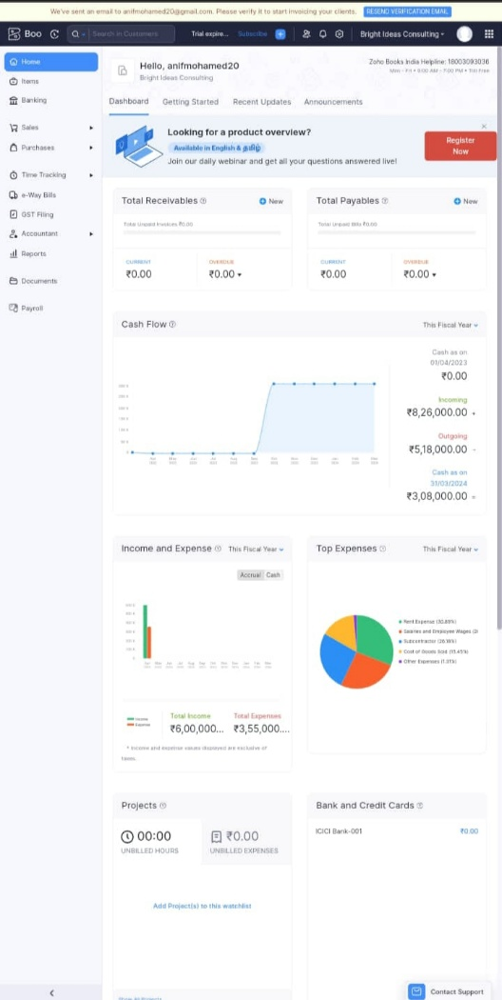 We've sent an email to anifmohamed20@gmail.com. Please verify it to start invoicing your clients. RESEND VERIFICATION EMAIL
Boo
Search in Customers
Trial expire...
Subscribe
Bright Ideas Consulting
Home
Items
Banking
Sales
Purchases
Time Tracking
e-Way Bills
GST Filing
Accountant
Reports
Documents
Payroll
Hello, anifmohamed20
Bright Ideas Consulting
Zoho Books India Helpline: 18003093036
Mon - Fri • 9:00 AM - 7:00 PM • Toll Free
Dashboard
Getting Started
Recent Updates
Announcements
Looking for a product overview?
Available in English & தமிழ்
Join our daily webinar and get all your questions answered live!
Register
Now
Total Receivables
New
Total Unpaid Invoices ₹0.00
CURRENT
₹0.00
OVERDUE
₹0.00
Total Payables
New
Total Unpaid Bills ₹0.00
CURRENT
₹0.00
OVERDUE
₹0.00
Cash Flow
This Fiscal Year
Cash as on
01/04/2023
₹0.00
Incoming
₹8,26,000.00 +
Outgoing
₹5,18,000.00 -
Cash as on
31/03/2024
₹3,08,000.00 =
Income and Expense
This Fiscal Year
Accrual Cash
Income
Expense
Total Income
₹6,00,000...
Total Expenses
₹3,55,000....
* Income and expense values displayed are exclusive of
taxes.
Top Expenses
This Fiscal Year
Rent Expense (30.89%)
Salaries and Employee Wages (2
Subcontractor (26.16%)
Cost of Goods Sold (15.45%)
Other Expenses (1.31%)
Projects
00:00
UNBILLED HOURS
₹0.00
UNBILLED EXPENSES
Add Project(s) to this watchlist
Show All Projects
Bank and Credit Cards
ICICI Bank-001
₹0.00
Contact Support